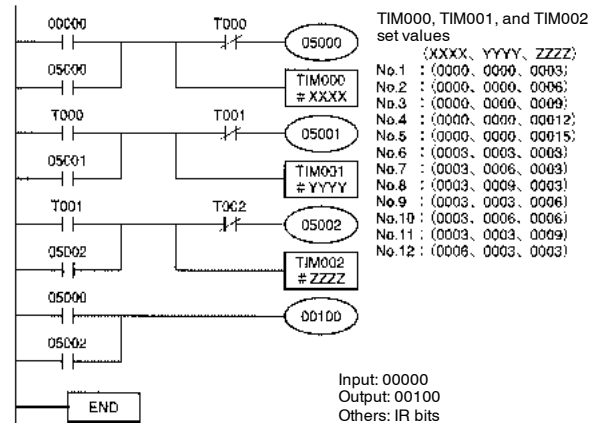 00000
T000
05000
05000
TIM000
# XXXX
T000
T001
05001
05001
TIM001
# YYYY
T001
T002
05002
05002
TIM002
# ZZZZ
05000
00100
05002
END
TIM000, TIM001, and TIM002
set values
(XXXX、YYYY、ZZZZ)
No.1 : (0000、0000、0003)
No.2 : (0000、0000、0006)
No.3 : (0000、0000、0009)
No.4 : (0000、0000、00012)
No.5 : (0000、0000、00015)
No.6 : (0003、0003、0003)
No.7 : (0003、0006、0003)
No.8 : (0003、0009、0003)
No.9 : (0003、0003、0006)
No.10 : (0003、0006、0006)
No.11 : (0003、0003、0009)
No.12 : (0006、0003、0003)
Input: 00000
Output: 00100
Others: IR bits